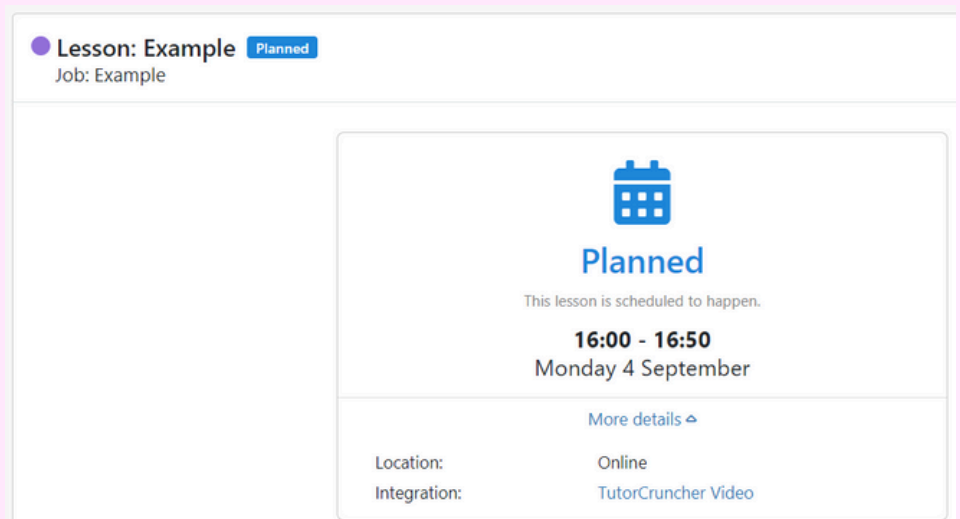 Lesson: Example Planned
Job: Example
Planned
This lesson is scheduled to happen.
16:00 - 16:50
Monday 4 September
More details
Location: Online
Integration: TutorCruncher Video